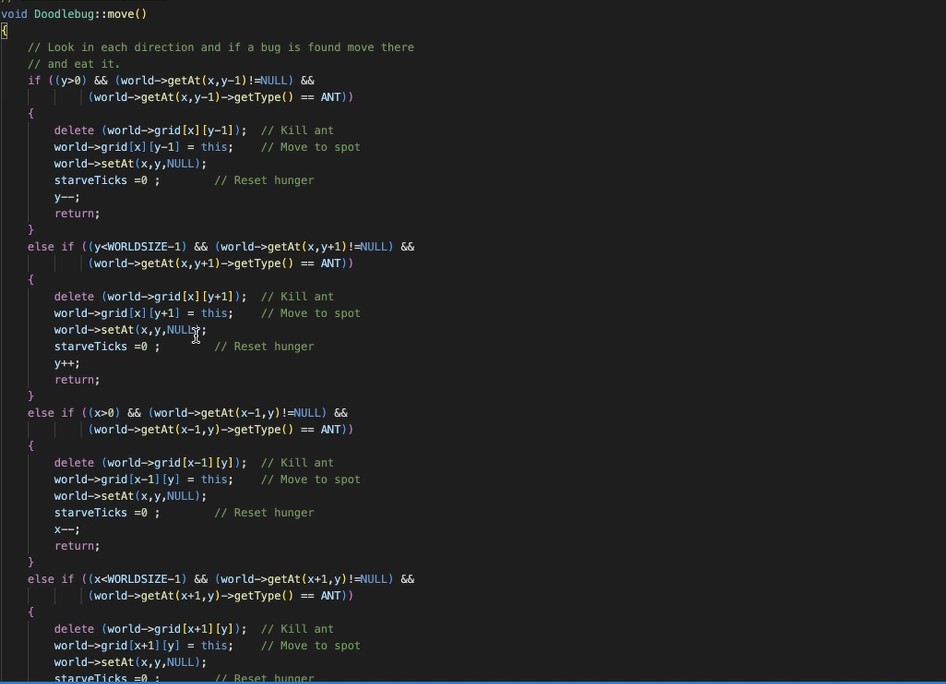 void Doodlebug::move()
{
    // Look in each direction and if a bug is found move there
    // and eat it.
    if ((y>0) && (world->getAt(x,y-1)!=NULL) &&
            (world->getAt(x,y-1)->getType() == ANT))
    {
        delete (world->grid[x][y-1]);  // Kill ant
        world->grid[x][y-1] = this;    // Move to spot
        world->setAt(x,y,NULL);
        starveTicks =0 ;        // Reset hunger
        y--;
        return;
    }
    else if ((y<WORLDSIZE-1) && (world->getAt(x,y+1)!=NULL) &&
            (world->getAt(x,y+1)->getType() == ANT))
    {
        delete (world->grid[x][y+1]);  // Kill ant
        world->grid[x][y+1] = this;    // Move to spot
        world->setAt(x,y,NULL);
        starveTicks =0 ;        // Reset hunger
        y++;
        return;
    }
    else if ((x>0) && (world->getAt(x-1,y)!=NULL) &&
            (world->getAt(x-1,y)->getType() == ANT))
    {
        delete (world->grid[x-1][y]);  // Kill ant
        world->grid[x-1][y] = this;    // Move to spot
        world->setAt(x,y,NULL);
        starveTicks =0 ;        // Reset hunger
        x--;
        return;
    }
    else if ((x<WORLDSIZE-1) && (world->getAt(x+1,y)!=NULL) &&
            (world->getAt(x+1,y)->getType() == ANT))
    {
        delete (world->grid[x+1][y]);  // Kill ant
        world->grid[x+1][y] = this;    // Move to spot
        world->setAt(x,y,NULL);
        starveTicks =0 ;        // Reset hunger